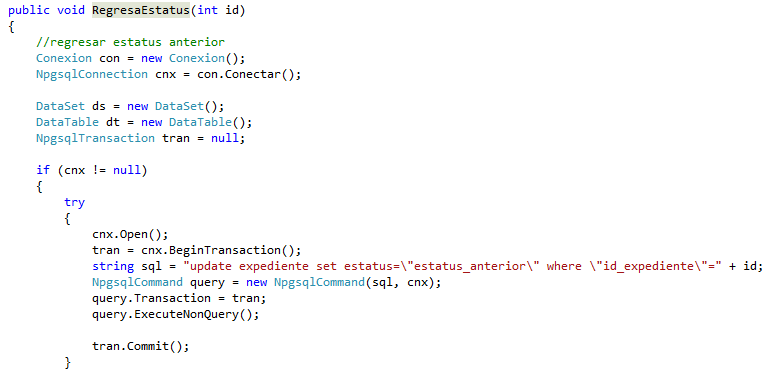 public void RegresaEstatus(int id)
{
//regresar estatus anterior
Conexion con = new Conexion();
NpgsqlConnection cnx = con.Conectar();
DataSet ds = new DataSet();
DataTable dt = new DataTable();
NpgsqlTransaction tran = null;
if (cnx != null)
{
try
{
cnx.Open();
tran = cnx.BeginTransaction();
string sql = "update expediente set estatus=\"estatus_anterior\" where \"id_expediente\"=" + id;
NpgsqlCommand query = new NpgsqlCommand(sql, cnx);
query.Transaction = tran;
query.ExecuteNonQuery();
tran.Commit();
}